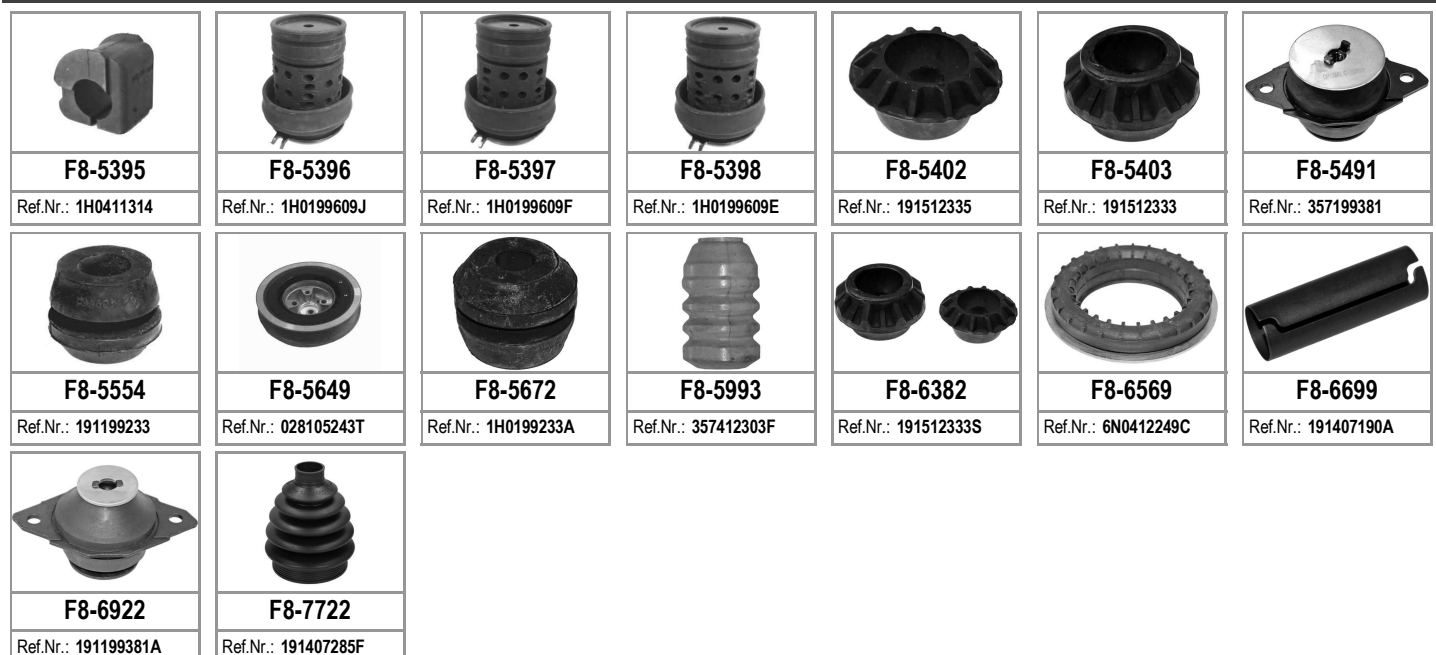 F8-5395
Ref.Nr.: 1H0411314
F8-5396
Ref.Nr.: 1H0199609J
F8-5397
Ref.Nr.: 1H0199609F
F8-5398
Ref.Nr.: 1H0199609E
F8-5402
Ref.Nr.: 191512335
F8-5403
Ref.Nr.: 191512333
F8-5491
Ref.Nr.: 357199381
F8-5554
Ref.Nr.: 191199233
F8-5649
Ref.Nr.: 028105243T
F8-5672
Ref.Nr.: 1H0199233A
F8-5993
Ref.Nr.: 357412303F
F8-6382
Ref.Nr.: 191512333S
F8-6569
Ref.Nr.: 6N0412249C
F8-6699
Ref.Nr.: 191407190A
F8-6922
Ref.Nr.: 191199381A
F8-7722
Ref.Nr.: 191407285F